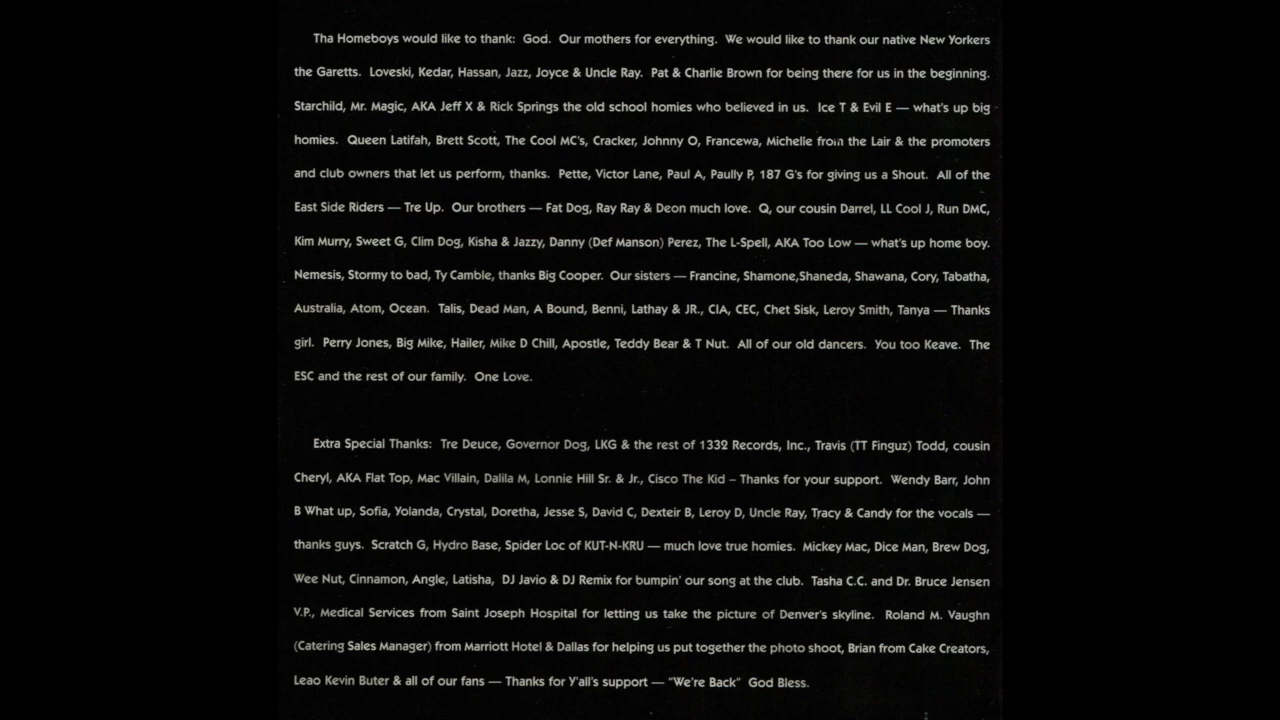 Tha Homeboys would like to thank: God. Our mothers for everything. We would like to thank our native New Yorkers
the Garetts. Loveski, Kedar, Hassan, Jazz, Joyce & Uncle Ray. Pat & Charlie Brown for being there for us in the beginning.
Starchild, Mr. Magic, AKA Jeff X & Rick Springs the old school homies who believed in us. Ice T & Evil E — what's up big
homies. Queen Latifah, Brett Scott, The Cool MC's, Cracker, Johnny O, Francewa, Michelle from the Lair & the promoters
and club owners that let us perform, thanks. Pette, Victor Lane, Paul A, Paully P, 187 G's for giving us a Shout. All of the
East Side Riders — Tre Up. Our brothers — Fat Dog, Ray Ray & Deon much love. Q, our cousin Darrel, LL Cool J, Run DMC,
Kim Murry, Sweet G, Clim Dog, Kisha & Jazzy, Danny (Def Manson) Perez, The L-Spell, AKA Too Low — what's up home boy.
Nemesis, Stormy to bad, Ty Camble, thanks Big Cooper. Our sisters — Francine, Shamone,Shaneda, Shawana, Cory, Tabatha,
Australia, Atom, Ocean. Talis, Dead Man, A Bound, Benni, Lathay & JR., CIA, CEC, Chet Sisk, Leroy Smith, Tanya — Thanks
girl. Perry Jones, Big Mike, Hailer, Mike D Chill, Apostle, Teddy Bear & T Nut. All of our old dancers. You too Keave. The
ESC and the rest of our family. One Love.
Extra Special Thanks: Tre Deuce, Governor Dog, LKG & the rest of 1332 Records, Inc., Travis (TT Finguz) Todd, cousin
Cheryl, AKA Flat Top, Mac Villain, Dalila M, Lonnie Hill Sr. & Jr., Cisco The Kid – Thanks for your support. Wendy Barr, John
B What up, Sofia, Yolanda, Crystal, Doretha, Jesse S, David C, Dexteir B, Leroy D, Uncle Ray, Tracy & Candy for the vocals —
thanks guys. Scratch G, Hydro Base, Spider Loc of KUT-N-KRU — much love true homies. Mickey Mac, Dice Man, Brew Dog,
Wee Nut, Cinnamon, Angle, Latisha, DJ Javio & DJ Remix for bumpin' our song at the club. Tasha C.C. and Dr. Bruce Jensen
V.P., Medical Services from Saint Joseph Hospital for letting us take the picture of Denver's skyline. Roland M. Vaughn
(Catering Sales Manager) from Marriott Hotel & Dallas for helping us put together the photo shoot, Brian from Cake Creators,
Leao Kevin Buter & all of our fans — Thanks for Y'all's support — "We're Back" God Bless.